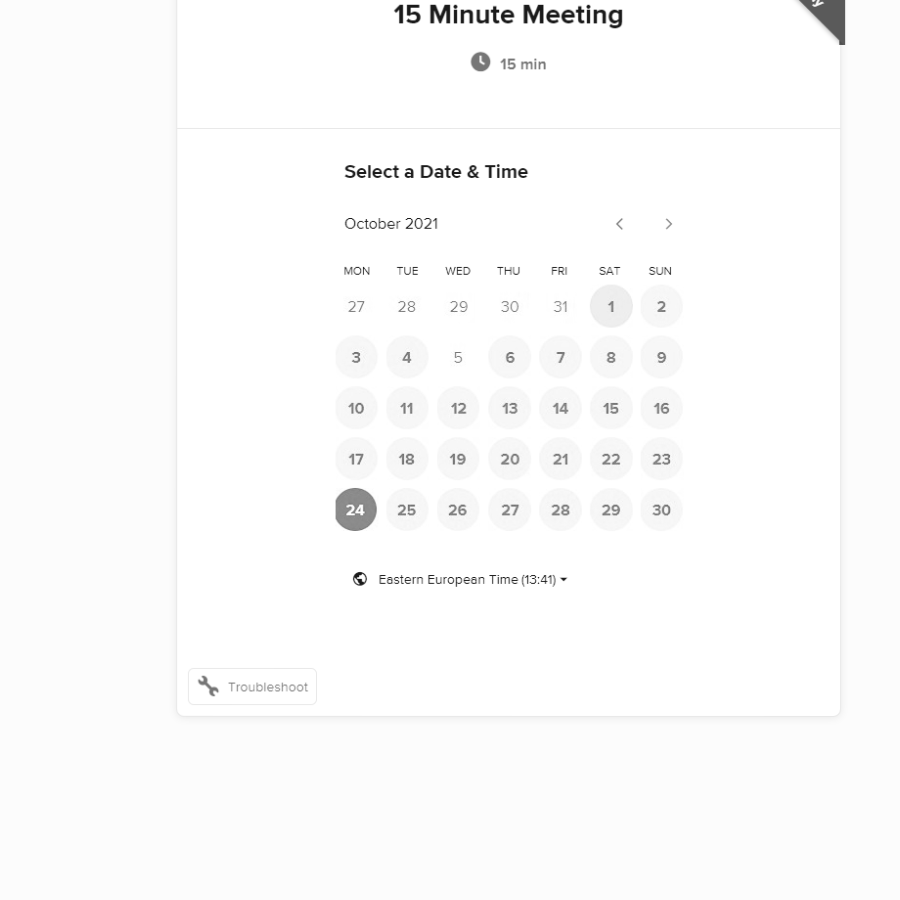 15 Minute Meeting
15 min
Select a Date & Time
October 2021
MON TUE WED THU FRI SAT SUN
27 28 29 30 31 1 2
3 4 5 6 7 8 9
10 11 12 13 14 15 16
17 18 19 20 21 22 23
24 25 26 27 28 29 30
Eastern European Time (13:41)
Troubleshoot